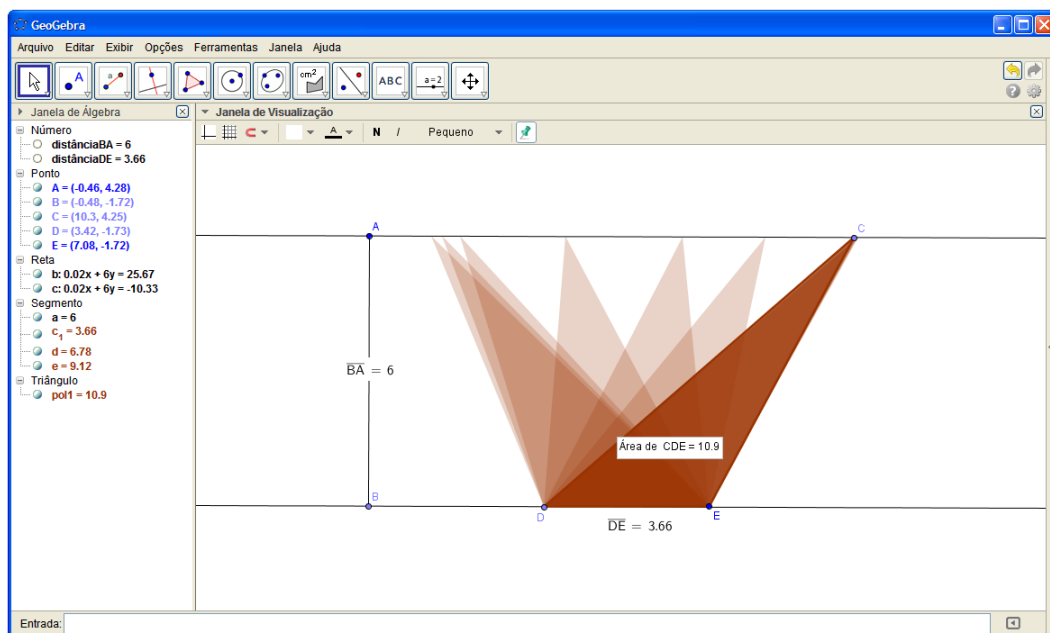 GeoGebra
Arquivo Editar Exibir Opções Ferramentas Janela Ajuda
A
cm²
ABC
a=2
?
Janela de Álgebra
Número
distânciaBA = 6
distânciaDE = 3.66
Ponto
A = (-0.46, 4.28)
B = (-0.48, -1.72)
C = (10.3, 4.25)
D = (3.42, -1.73)
E = (7.08, -1.72)
Reta
b: 0.02x + 6y = 25.67
c: 0.02x + 6y = -10.33
Segmento
a = 6
c₁ = 3.66
d = 6.78
e = 9.12
Triângulo
pol1 = 10.9
Janela de Visualização
A N I Pequeno
A
C
BA = 6
Área de CDE = 10.9
B
D
E
DE = 3.66
Entrada: